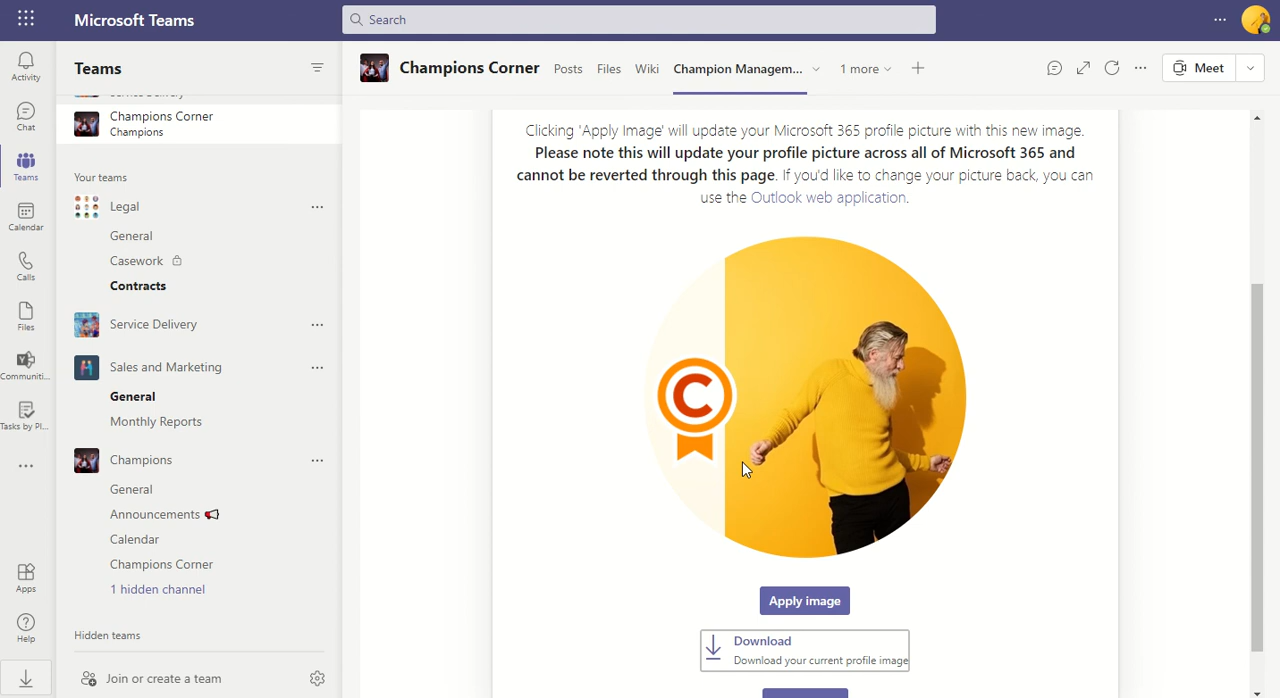 Microsoft Teams
Search
Activity
Chat
Teams
Calendar
Calls
Files
Communiti...
Tasks by Pl...
Apps
Help
Teams
Service Delivery
Champions Corner
Champions
Your teams
Legal
General
Casework
Contracts
Service Delivery
Sales and Marketing
General
Monthly Reports
Champions
General
Announcements
Calendar
Champions Corner
1 hidden channel
Hidden teams
Join or create a team
Champions Corner Posts Files Wiki Champion Managem... 1 more Meet
Clicking 'Apply Image' will update your Microsoft 365 profile picture with this new image.
Please note this will update your profile picture across all of Microsoft 365 and
cannot be reverted through this page. If you'd like to change your picture back, you can
use the Outlook web application.
C
Apply image
Download
Download your current profile image